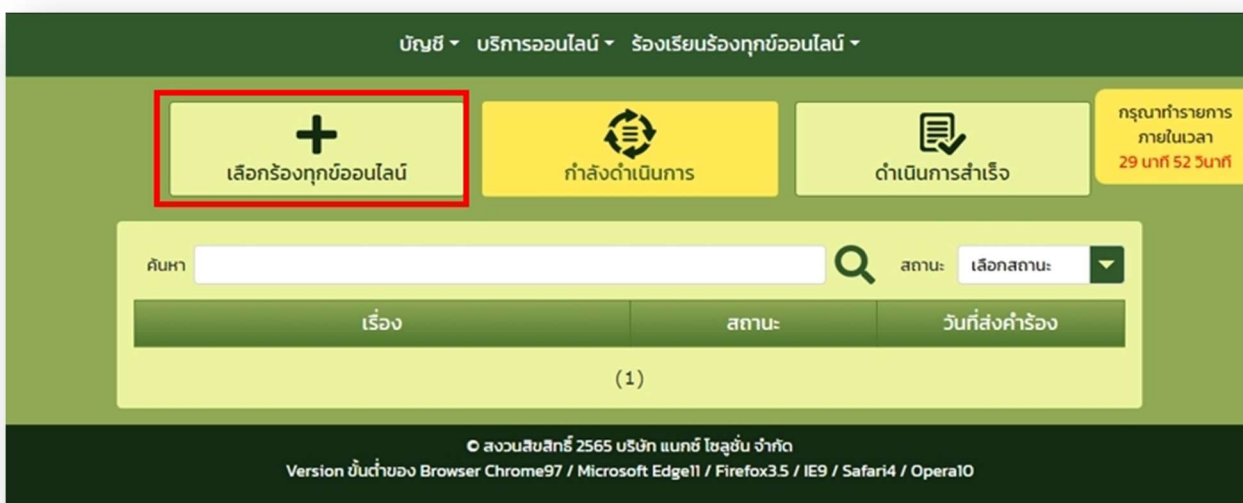 บัญชี บริการออนไลน์ ร้องเรียนร้องทุกข์ออนไลน์
เลือกร้องทุกข์ออนไลน์
กำลังดำเนินการ
ดำเนินการสำเร็จ
กรุณาทำรายการ
ภายในเวลา
29 นาที 52 วินาที
ค้นหา สถานะ เลือกสถานะ
เรื่อง สถานะ วันที่ส่งคำร้อง
(1)
© สงวนสิขสิทธิ์ 2565 บริษัท แนกซ์ โซลูชั่น จำกัด
Version ขั้นต่ำของ Browser Chrome97 / Microsoft Edge11 / Firefox3.5 / IE9 / Safari4 / Opera10